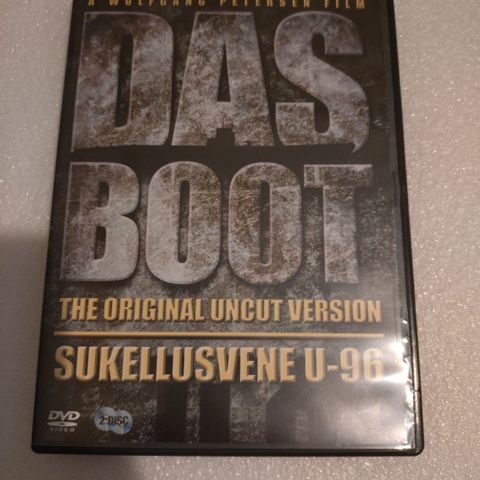 A WOLFGANG PETERSEN FILM
DAS
BOOT
THE ORIGINAL UNCUT VERSION
SUKELLUSVENE U-96
DVD
VIDEO
2-DISC